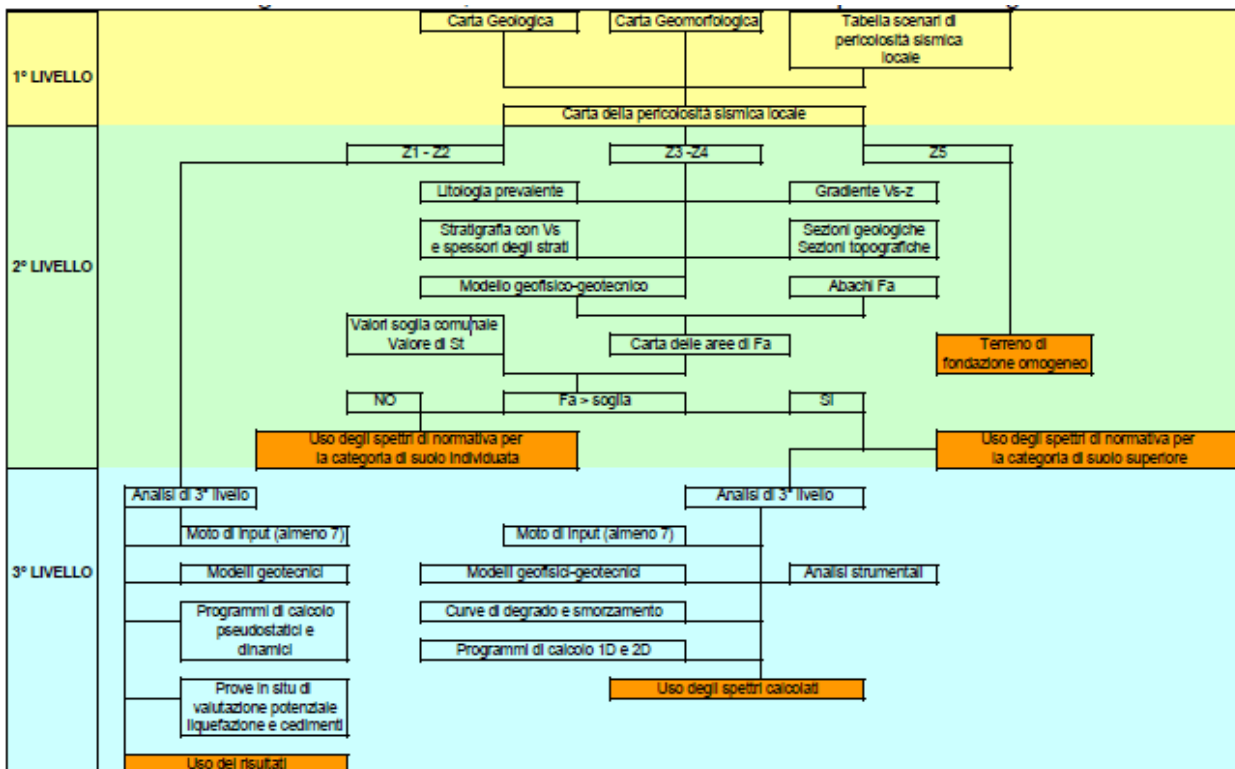 Carta Geologica
Carta Geomorfologica
Tabella scenari di
pericolosità sismica
locale
1° LIVELLO
Carta della pericolosità sismica locale
Z1 - Z2
Z3 -Z4
Z5
Litologia prevalente
Gradiente Vs-z
Stratigrafia con Vs
e spessori degli strati
Sezioni geologiche
Sezioni topografiche
2° LIVELLO
Modello geofisico-geotecnico
Abachi Fa
Valori soglia comunale
Valore di St
Carta delle aree di Fa
Terreno di
fondazione omogeneo
NO
Fa > soglia
SI
Uso degli spettri di normativa per
la categoria di suolo individuata
Uso degli spettri di normativa per
la categoria di suolo superiore
Analisi di 3° livello
Analisi di 3° livello
Moto di input (almeno 7)
Moto di input (almeno 7)
3° LIVELLO
Modelli geotecnici
Modelli geofisici-geotecnici
Analisi strumentali
Programmi di calcolo
pseudostatici e
dinamici
Curve di degrado e smorzamento
Programmi di calcolo 1D e 2D
Prove in situ di
valutazione potenziale
liquefazione e cedimenti
Uso degli spettri calcolati
Uso dei risultati